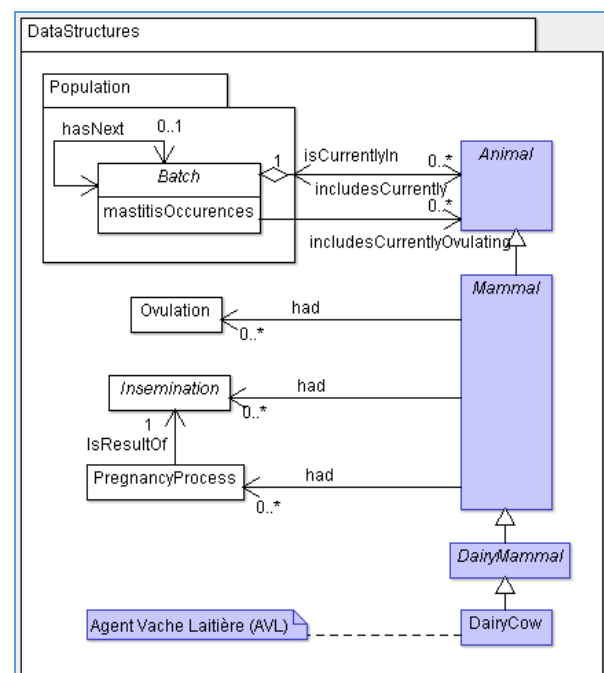 DataStructures
Population
hasNext
0..1
Batch
mastitisOccurences
1
isCurrentlyIn
0..*
includesCurrently
0..*
includesCurrentlyOvulating
Animal
Mammal
Ovulation
had
0..*
Insemination
had
0..*
1
IsResultOf
PregnancyProcess
had
0..*
DairyMammal
Agent Vache Laitière (AVL)
DairyCow